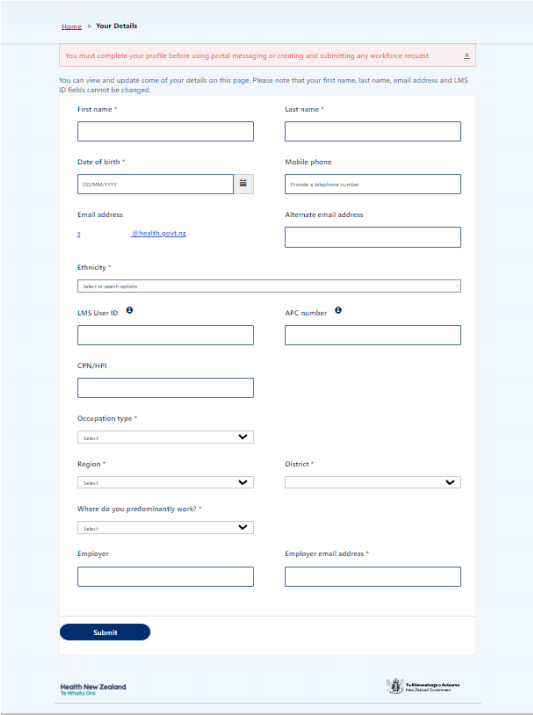 Home > Your Details
You must complete your profile before using portal messaging or creating and submitting any workforce request. x
You can view and update some of your details on this page. Please note that your first name, last name, email address and LMS
ID fields cannot be changed.
First name * Last name *
Date of birth * Mobile phone
DD/MM/YYYY Provide a telephone number
Email address Alternate email address
@health.govt.nz
Ethnicity *
Select or search options
LMS User ID APC number
CPN/HPI
Occupation type *
Select
Region * District *
Select
Where do you predominantly work? *
Select
Employer Employer email address *
Submit
Health New Zealand
Te Whatu Ora
Te Kāwanatanga o Aotearoa
New Zealand Government